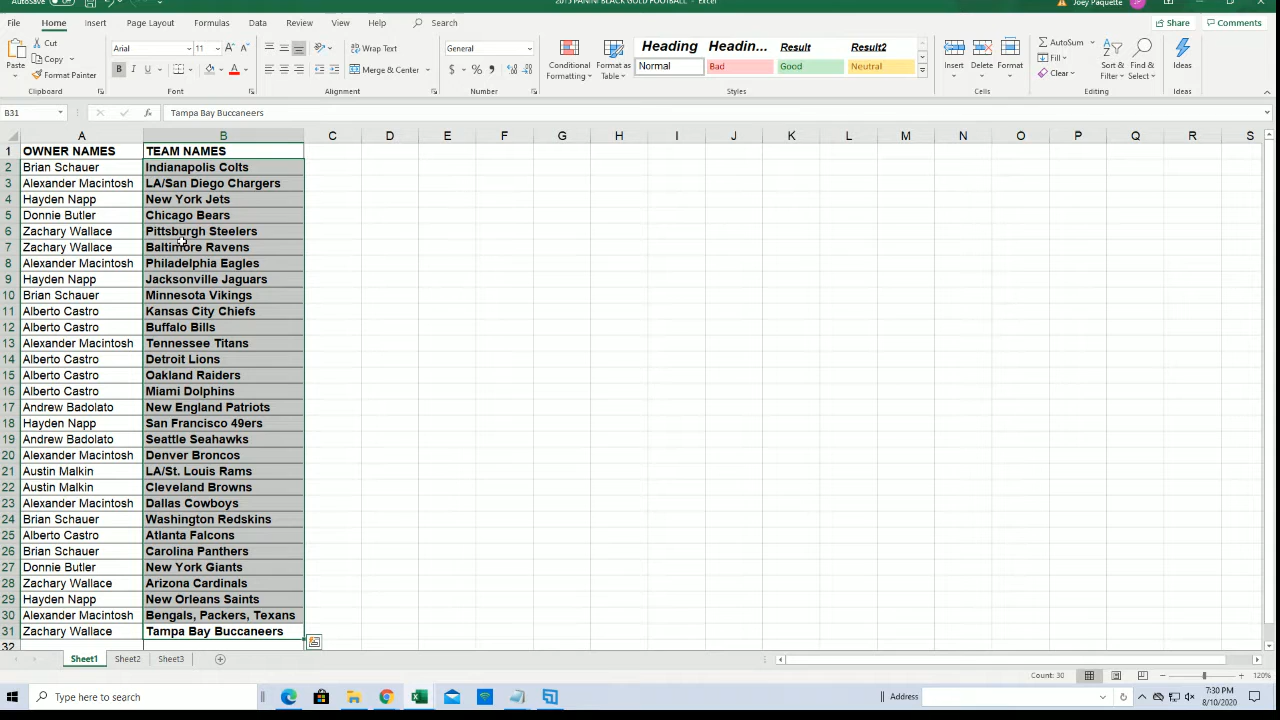 AutoSave Off 2015 PANINI BLACK GOLD FOOTBALL - Excel Joey Paquette
File Home Insert Page Layout Formulas Data Review View Help Search Share Comments
Paste Cut Copy Format Painter Clipboard
Arial 11 B I U Font
Wrap Text Merge & Center Alignment
General Number
Conditional Formatting Format as Table
Heading Headin... Result Result2
Normal Bad Good Neutral
Styles
Insert Delete Format Cells
AutoSum Fill Clear Sort & Filter Find & Select Editing
Ideas Ideas
B31 Tampa Bay Buccaneers
A B C D E F G H I J K L M N O P Q R S
1 OWNER NAMES TEAM NAMES
2 Brian Schauer Indianapolis Colts
3 Alexander Macintosh LA/San Diego Chargers
4 Hayden Napp New York Jets
5 Donnie Butler Chicago Bears
6 Zachary Wallace Pittsburgh Steelers
7 Zachary Wallace Baltimore Ravens
8 Alexander Macintosh Philadelphia Eagles
9 Hayden Napp Jacksonville Jaguars
10 Brian Schauer Minnesota Vikings
11 Alberto Castro Kansas City Chiefs
12 Alberto Castro Buffalo Bills
13 Alexander Macintosh Tennessee Titans
14 Alberto Castro Detroit Lions
15 Alberto Castro Oakland Raiders
16 Alberto Castro Miami Dolphins
17 Andrew Badolato New England Patriots
18 Hayden Napp San Francisco 49ers
19 Andrew Badolato Seattle Seahawks
20 Alexander Macintosh Denver Broncos
21 Austin Malkin LA/St. Louis Rams
22 Austin Malkin Cleveland Browns
23 Alexander Macintosh Dallas Cowboys
24 Brian Schauer Washington Redskins
25 Alberto Castro Atlanta Falcons
26 Brian Schauer Carolina Panthers
27 Donnie Butler New York Giants
28 Zachary Wallace Arizona Cardinals
29 Hayden Napp New Orleans Saints
30 Alexander Macintosh Bengals, Packers, Texans
31 Zachary Wallace Tampa Bay Buccaneers
32
Sheet1 Sheet2 Sheet3
Count: 30 120%
Type here to search Address 7:30 PM
8/10/2020